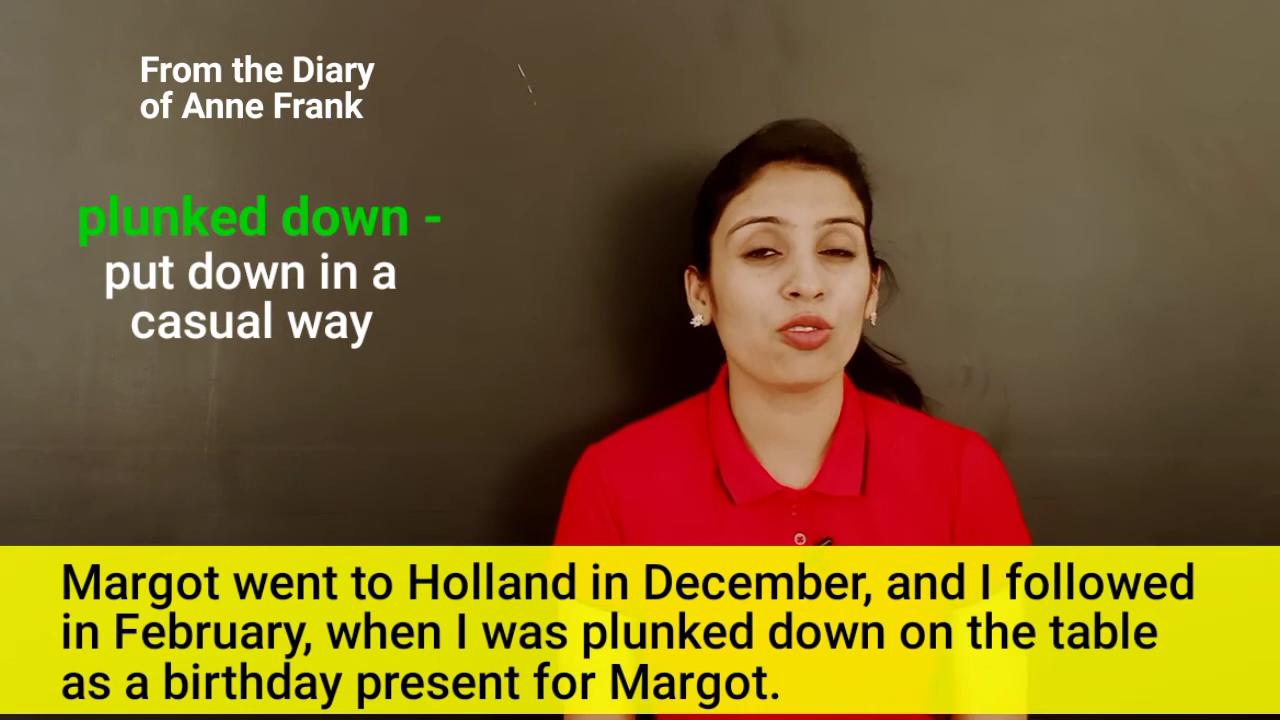 From the Diary
of Anne Frank
plunked down -
put down in a
casual way
Margot went to Holland in December, and I followed
in February, when I was plunked down on the table
as a birthday present for Margot.